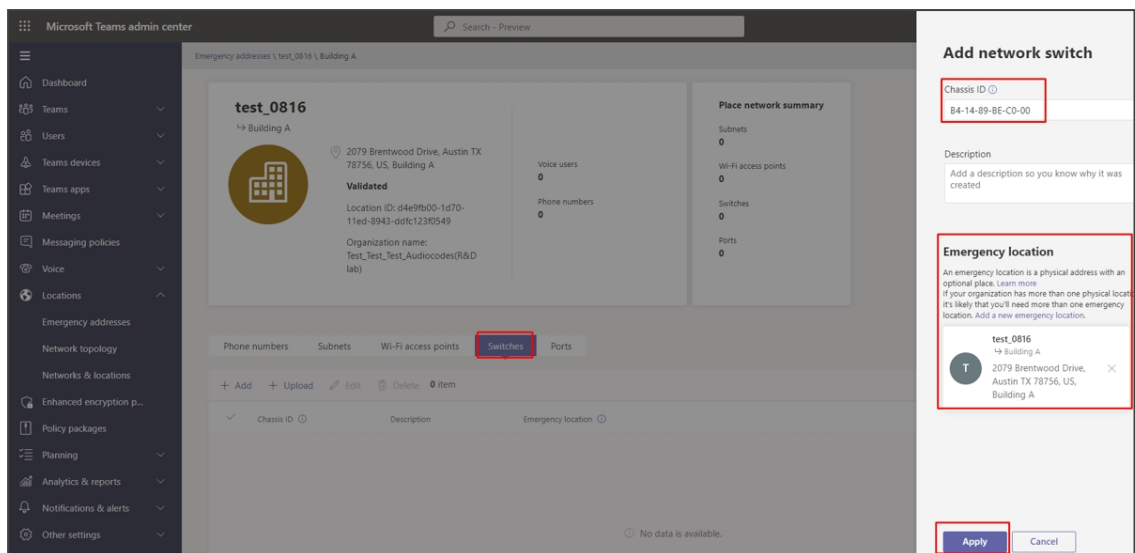 Microsoft Teams admin center
Search - Preview
Dashboard
Teams
Users
Teams devices
Teams apps
Meetings
Messaging policies
Voice
Locations
Emergency addresses
Network topology
Networks & locations
Enhanced encryption p...
Policy packages
Planning
Analytics & reports
Notifications & alerts
Other settings
Emergency addresses \ test_0816 \ Building A
test_0816
Building A
2079 Brentwood Drive, Austin TX
78756, US, Building A
Validated
Location ID: d4e9fb00-1d70-
11ed-8943-ddfc123f0549
Organization name:
Test_Test_Test_Audiocodes(R&D
lab)
Voice users
0
Phone numbers
0
Place network summary
Subnets
0
Wi-Fi access points
0
Switches
0
Ports
0
Phone numbers Subnets Wi-Fi access points Switches Ports
+ Add + Upload Edit Delete 0 item
Chassis ID Description Emergency location
No data is available.
Add network switch
Chassis ID
B4-14-89-BE-C0-00
Description
Add a description so you know why it was
created
Emergency location
An emergency location is a physical address with an
optional place. Learn more
If your organization has more than one physical locatio
it's likely that you'll need more than one emergency
location. Add a new emergency location.
T
test_0816
Building A
2079 Brentwood Drive,
Austin TX 78756, US,
Building A
Apply Cancel